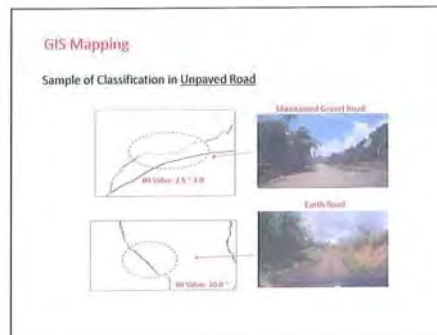 GIS Mapping
Sample of Classification in Unpaved Road
Maintained Gravel Road
IRI Value: 2.5 ~ 3.0
Earth Road
IRI Value: 10.0 ~